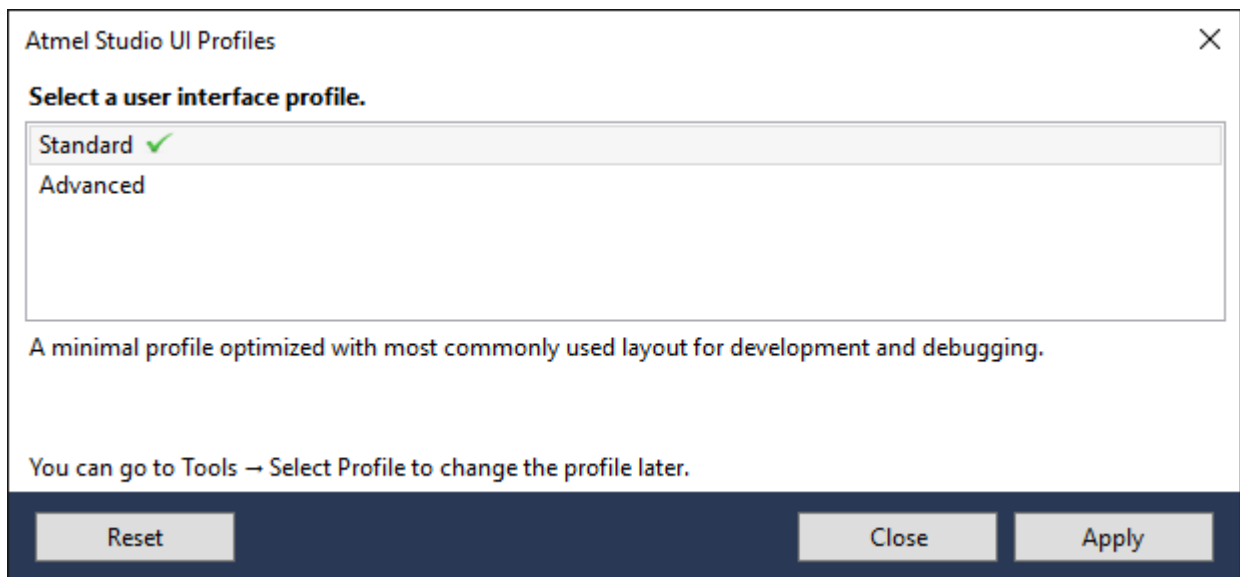 Atmel Studio UI Profiles
Select a user interface profile.
Standard
Advanced
A minimal profile optimized with most commonly used layout for development and debugging.
You can go to Tools → Select Profile to change the profile later.
Reset
Close
Apply